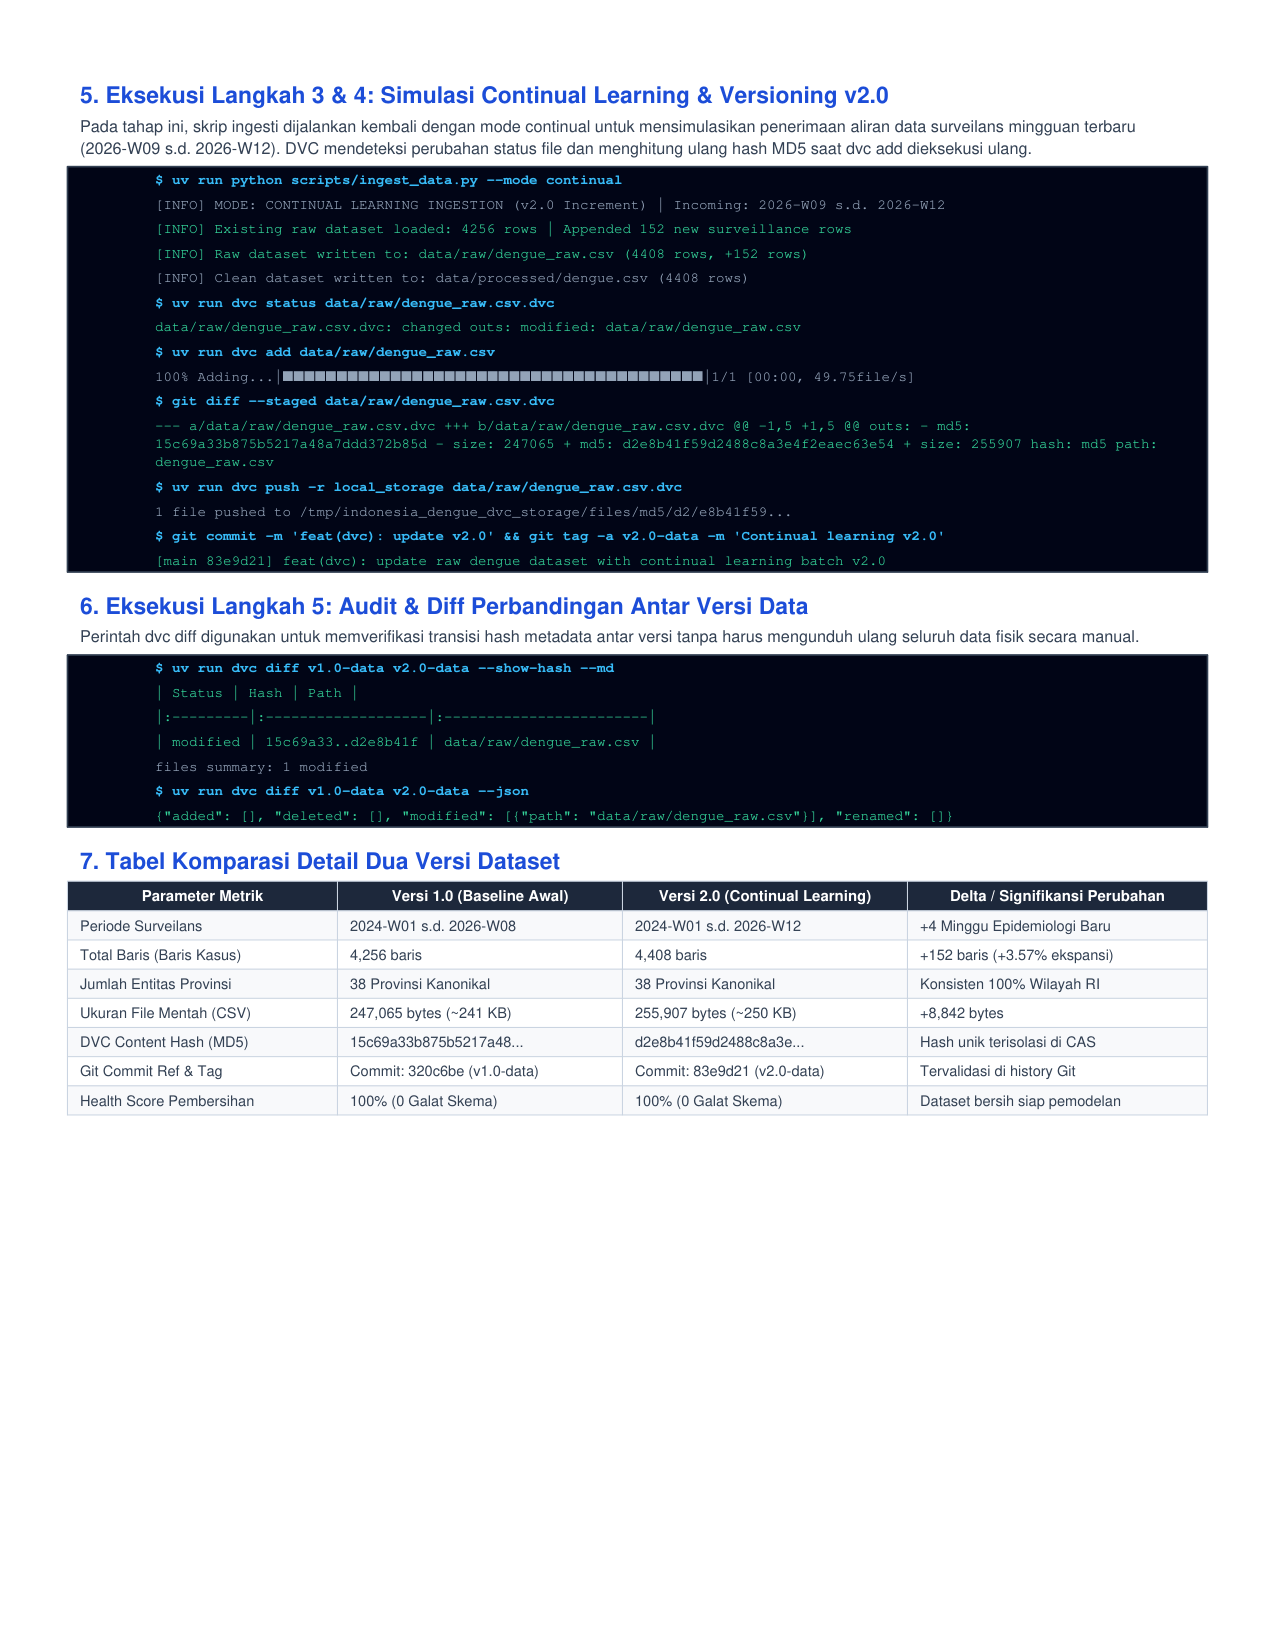 5. Eksekusi Langkah 3 & 4: Simulasi Continual Learning & Versioning v2.0
Pada tahap ini, skrip ingesti dijalankan kembali dengan mode continual untuk mensimulasikan penerimaan aliran data surveilans mingguan terbaru
(2026-W09 s.d. 2026-W12). DVC mendeteksi perubahan status file dan menghitung ulang hash MD5 saat dvc add dieksekusi ulang.
$ uv run python scripts/ingest_data.py --mode continual
[INFO] MODE: CONTINUAL LEARNING INGESTION (v2.0 Increment) | Incoming: 2026-W09 s.d. 2026-W12
[INFO] Existing raw dataset loaded: 4256 rows | Appended 152 new surveillance rows
[INFO] Raw dataset written to: data/raw/dengue_raw.csv (4408 rows, +152 rows)
[INFO] Clean dataset written to: data/processed/dengue.csv (4408 rows)
$ uv run dvc status data/raw/dengue_raw.csv.dvc
data/raw/dengue_raw.csv.dvc: changed outs: modified: data/raw/dengue_raw.csv
$ uv run dvc add data/raw/dengue_raw.csv
100% Adding...|■■■■■■■■■■■■■■■■■■■■■■■■■■■■■■■■■■■■■■■|1/1 [00:00, 49.75file/s]
$ git diff --staged data/raw/dengue_raw.csv.dvc
--- a/data/raw/dengue_raw.csv.dvc +++ b/data/raw/dengue_raw.csv.dvc @@ -1,5 +1,5 @@ outs: - md5:
15c69a33b875b5217a48a7ddd372b85d - size: 247065 + md5: d2e8b41f59d2488c8a3e4f2eaec63e54 + size: 255907 hash: md5 path:
dengue_raw.csv
$ uv run dvc push -r local_storage data/raw/dengue_raw.csv.dvc
1 file pushed to /tmp/indonesia_dengue_dvc_storage/files/md5/d2/e8b41f59...
$ git commit -m 'feat(dvc): update v2.0' && git tag -a v2.0-data -m 'Continual learning v2.0'
[main 83e9d21] feat(dvc): update raw dengue dataset with continual learning batch v2.0
6. Eksekusi Langkah 5: Audit & Diff Perbandingan Antar Versi Data
Perintah dvc diff digunakan untuk memverifikasi transisi hash metadata antar versi tanpa harus mengunduh ulang seluruh data fisik secara manual.
$ uv run dvc diff v1.0-data v2.0-data --show-hash --md
| Status | Hash | Path |
|:---------|:-------------------|:------------------------|
| modified | 15c69a33..d2e8b41f | data/raw/dengue_raw.csv |
files summary: 1 modified
$ uv run dvc diff v1.0-data v2.0-data --json
{"added": [], "deleted": [], "modified": [{"path": "data/raw/dengue_raw.csv"}], "renamed": []}
7. Tabel Komparasi Detail Dua Versi Dataset
Parameter Metrik Versi 1.0 (Baseline Awal) Versi 2.0 (Continual Learning) Delta / Signifikansi Perubahan
Periode Surveilans 2024-W01 s.d. 2026-W08 2024-W01 s.d. 2026-W12 +4 Minggu Epidemiologi Baru
Total Baris (Baris Kasus) 4,256 baris 4,408 baris +152 baris (+3.57% ekspansi)
Jumlah Entitas Provinsi 38 Provinsi Kanonikal 38 Provinsi Kanonikal Konsisten 100% Wilayah RI
Ukuran File Mentah (CSV) 247,065 bytes (~241 KB) 255,907 bytes (~250 KB) +8,842 bytes
DVC Content Hash (MD5) 15c69a33b875b5217a48... d2e8b41f59d2488c8a3e... Hash unik terisolasi di CAS
Git Commit Ref & Tag Commit: 320c6be (v1.0-data) Commit: 83e9d21 (v2.0-data) Tervalidasi di history Git
Health Score Pembersihan 100% (0 Galat Skema) 100% (0 Galat Skema) Dataset bersih siap pemodelan